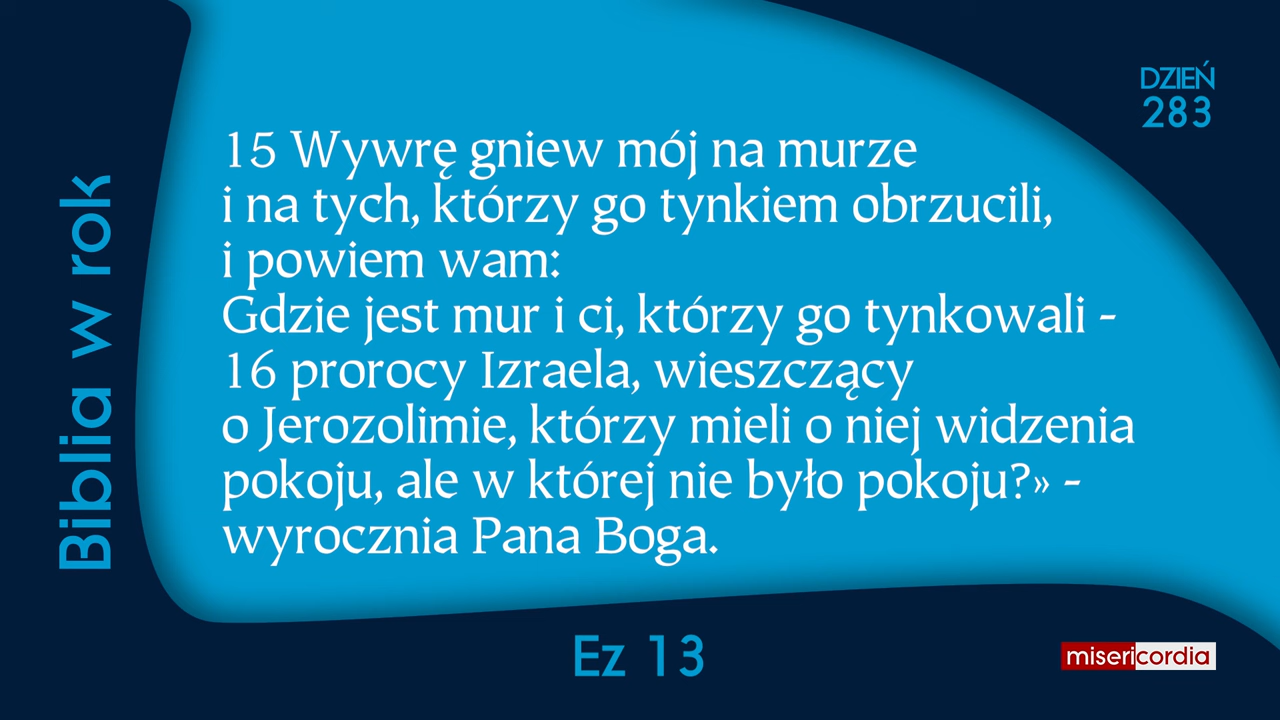 DZIEŃ
283
15 Wywrę gniew mój na murze
i na tych, którzy go tynkiem obrzucili,
i powiem wam:
Gdzie jest mur i ci, którzy go tynkowali -
16 prorocy Izraela, wieszczący
o Jerozolimie, którzy mieli o niej widzenia
pokoju, ale w której nie było pokoju?» -
wyrocznia Pana Boga.
Biblia w rok
Ez 13
misericordia